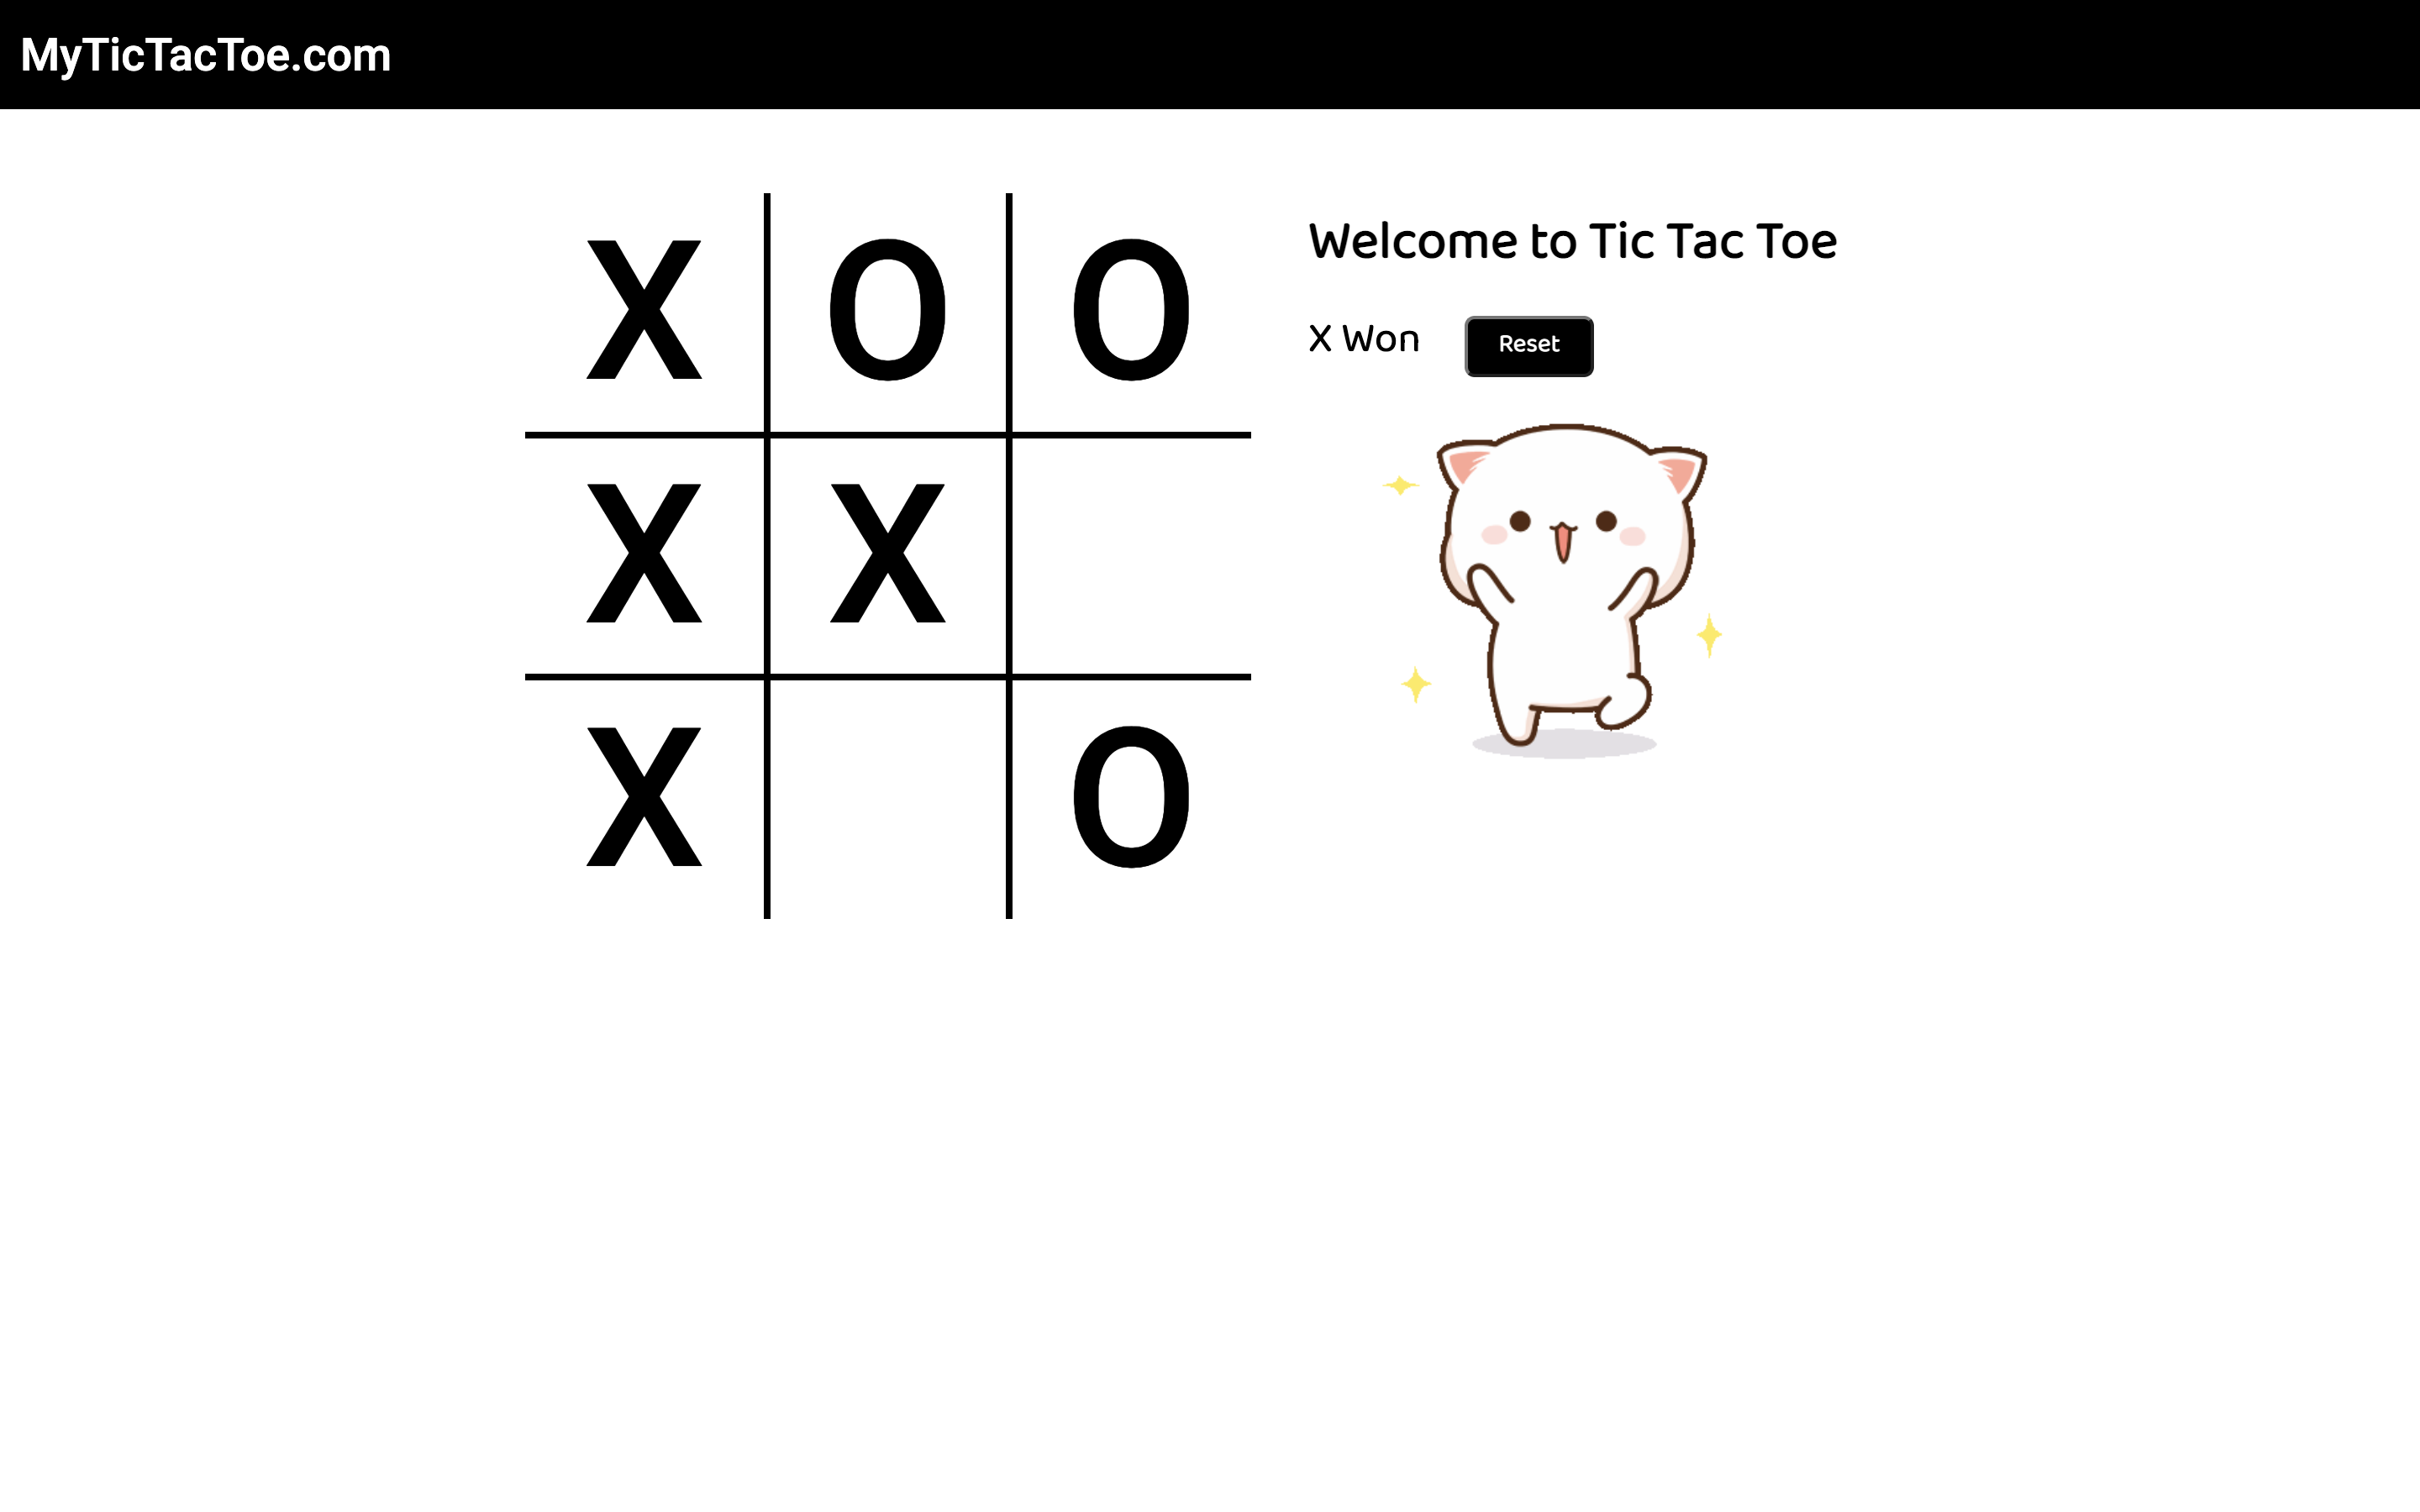 MyTicTacToe.com
X O O
X X
X O
Welcome to Tic Tac Toe
X Won Reset